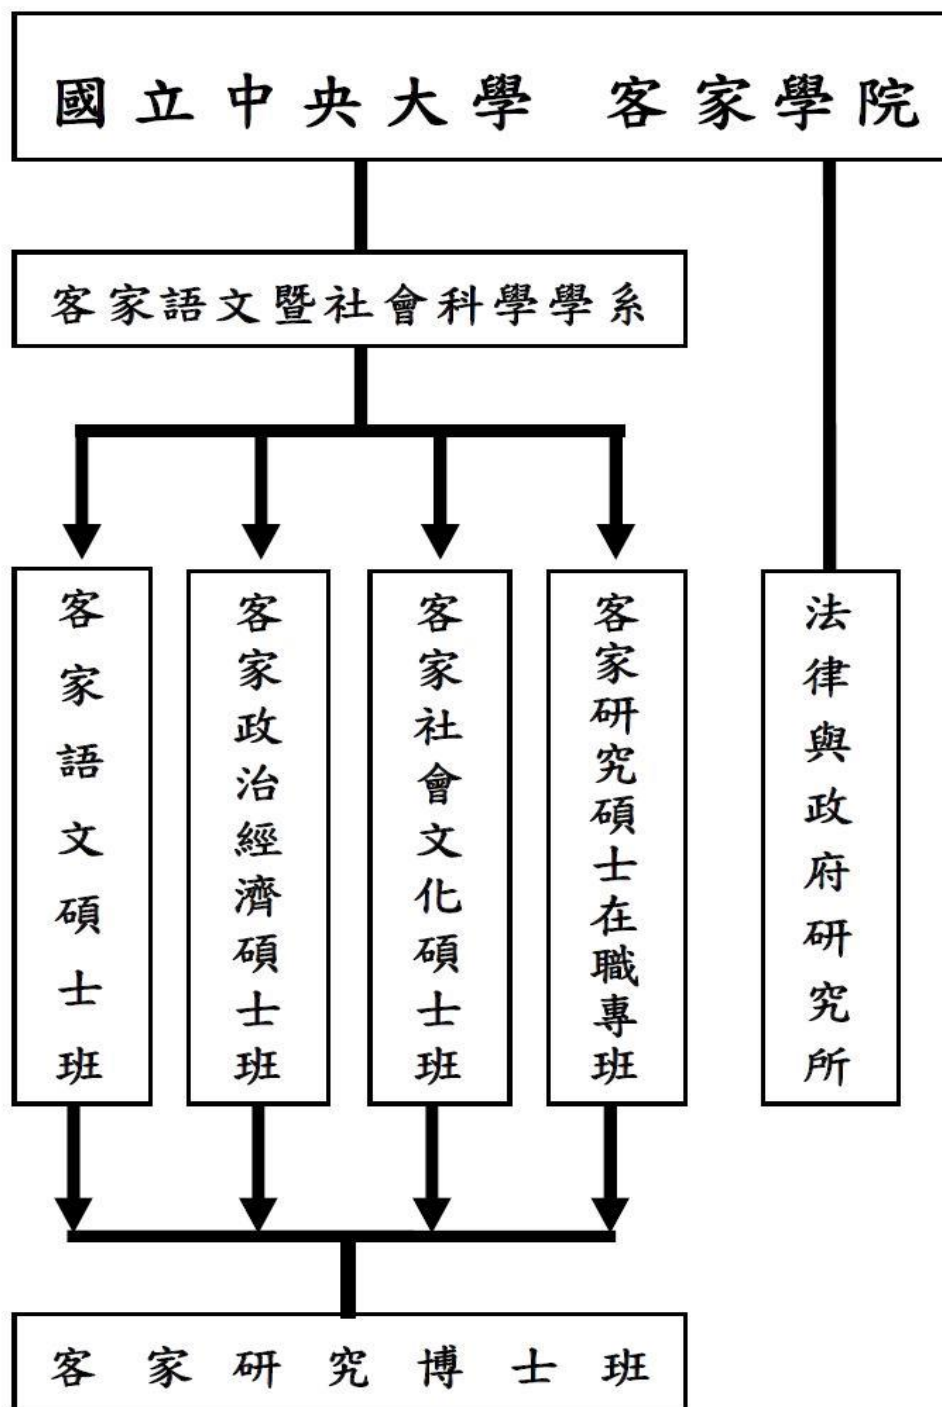 國立中央大學 客家學院
客家語文暨社會科學學系
客家語文碩士班
客家政治經濟碩士班
客家社會文化碩士班
客家研究碩士在職專班
法律與政府研究所
客家研究博士班